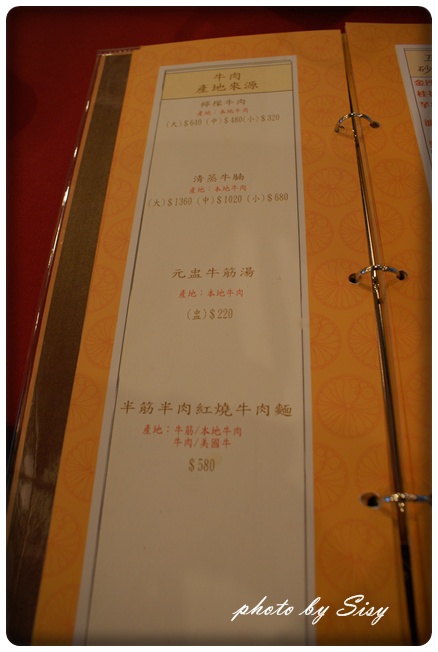 牛肉
產地來源
檸檬牛肉
產地：本地牛肉
(大)$840 (中)$480(小)$320
清蒸牛腩
產地：本地牛肉
(大)$1360 (中)$1020 (小)$680
元盅牛筋湯
產地：本地牛肉
(盅)$220
半筋半肉紅燒牛肉麵
產地：牛筋/本地牛肉
牛肉/美國牛
$580
photo by Sisy